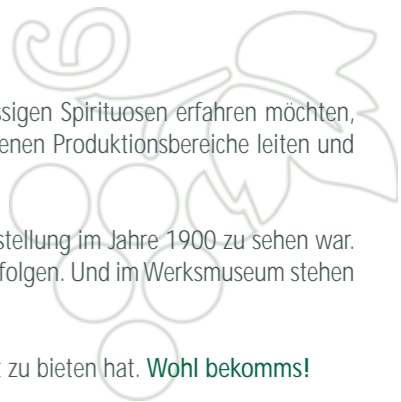 ssigen Spirituosen erfahren möchten,
enen Produktionsbereiche leiten und
stellung im Jahre 1900 zu sehen war.
folgen. Und im Werksmuseum stehen
t zu bieten hat. Wohl bekomms!